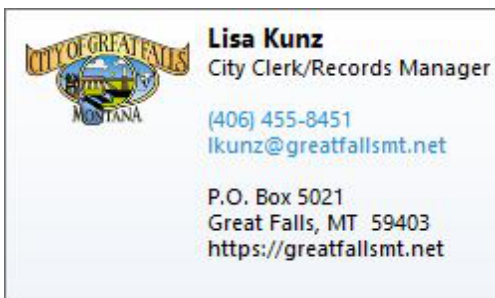 CITY OF GREAT FALLS
MONTANA
Lisa Kunz
City Clerk/Records Manager
(406) 455-8451
lkunz@greatfallsmt.net
P.O. Box 5021
Great Falls, MT 59403
https://greatfallsmt.net